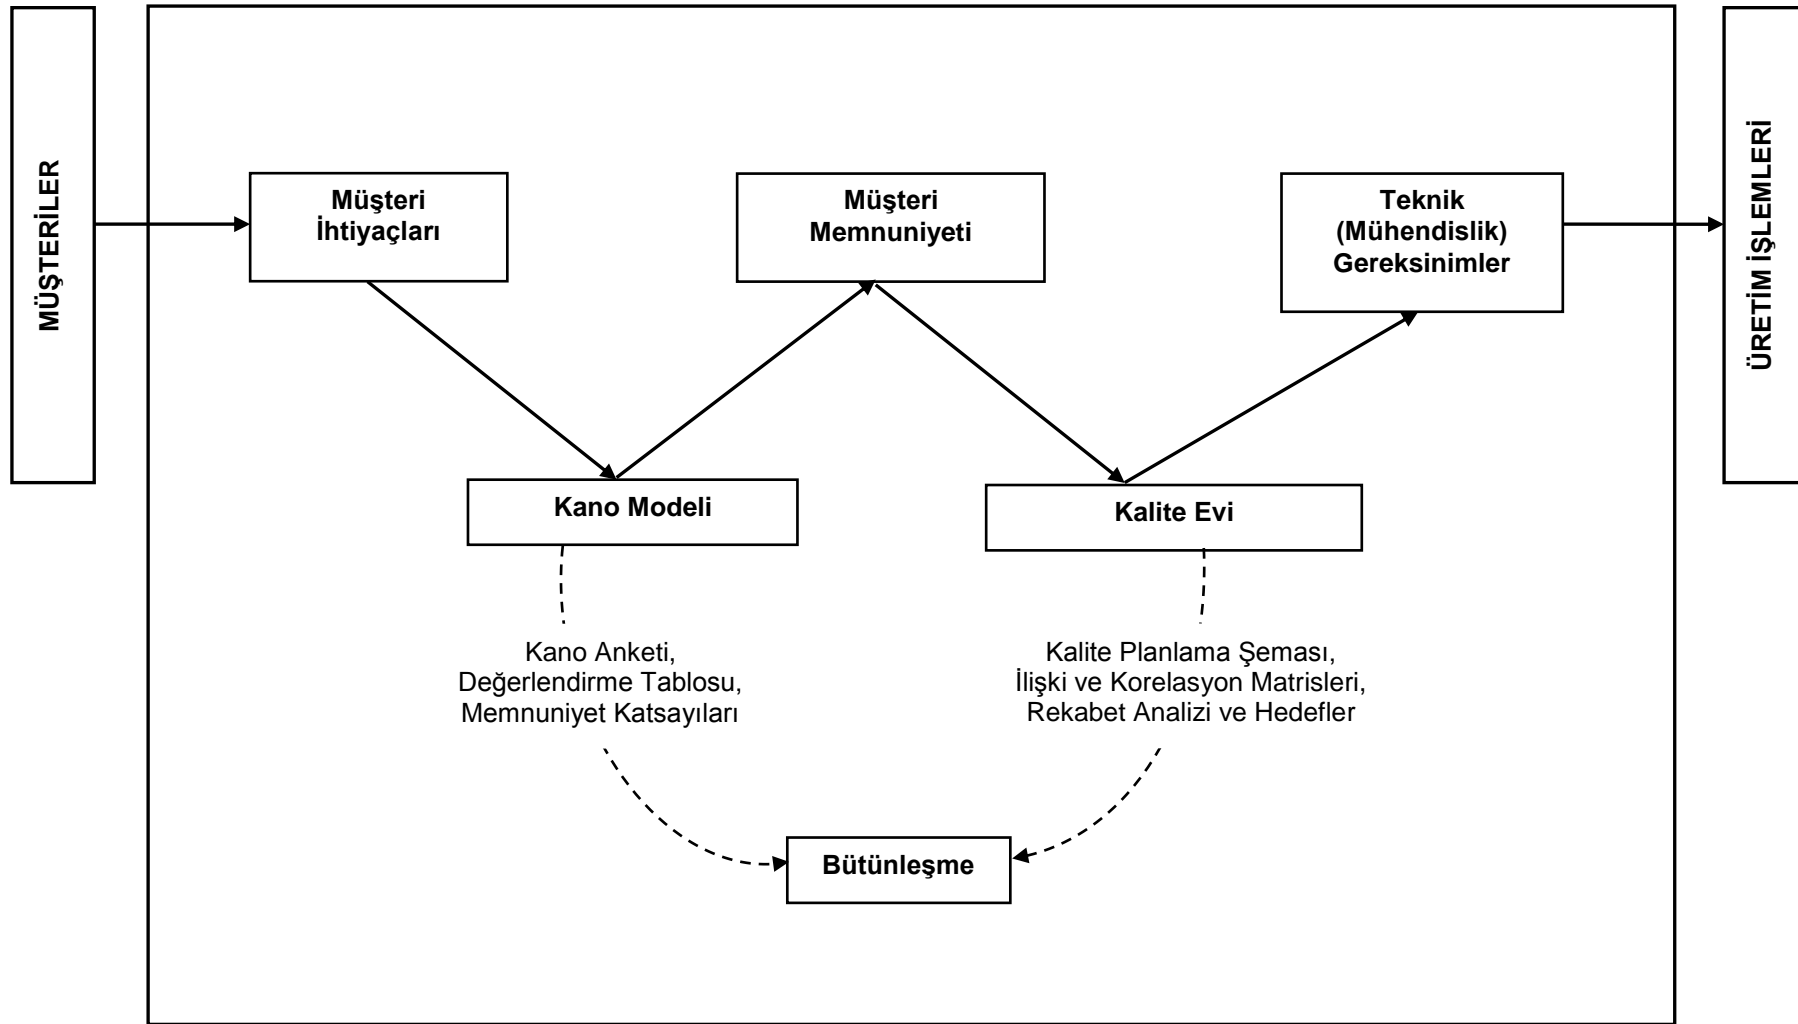 MÜŞTERİLER
Müşteri
İhtiyaçları
Müşteri
Memnuniyeti
Teknik
(Mühendislik)
Gereksinimler
ÜRETİM İŞLEMLERİ
Kano Modeli
Kalite Evi
Kano Anketi,
Değerlendirme Tablosu,
Memnuniyet Katsayıları
Kalite Planlama Şeması,
İlişki ve Korelasyon Matrisleri,
Rekabet Analizi ve Hedefler
Bütünleşme